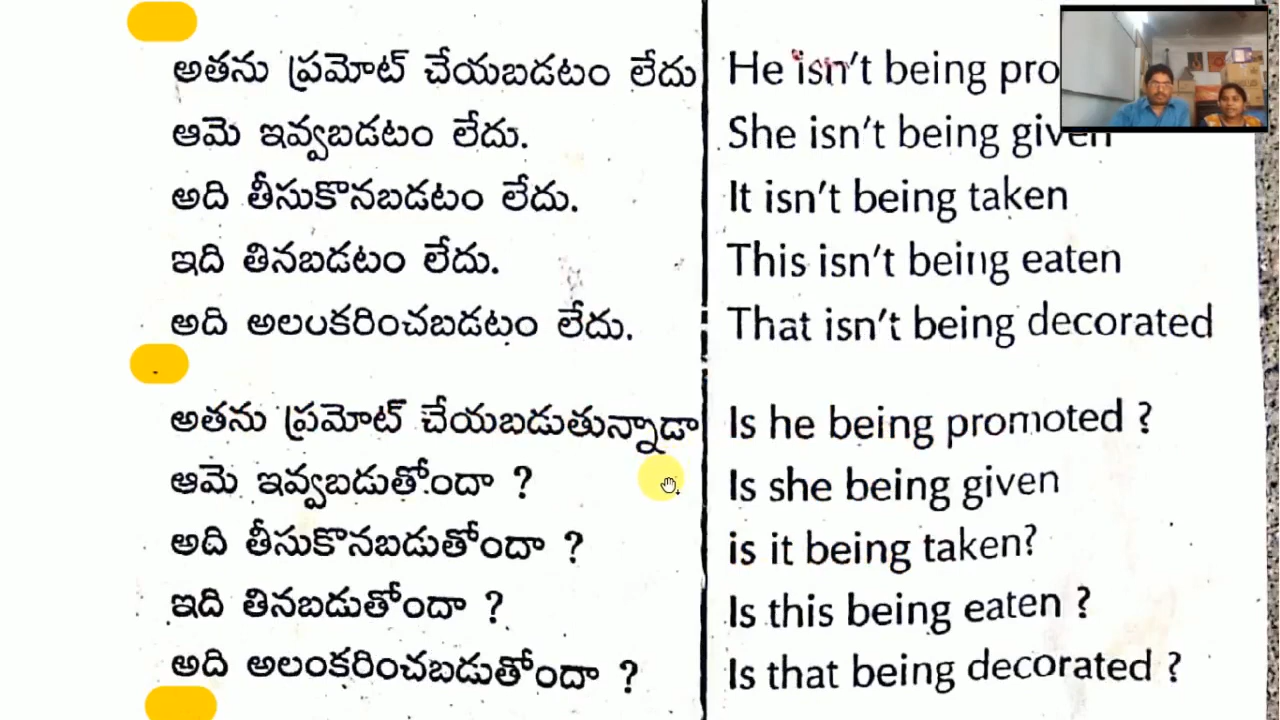 అతను ప్రమోట్ చేయబడటం లేదు He isn't being
ఆమె ఇవ్వబడటం లేదు. She isn't being given
అది తీసుకొనబడటం లేదు. It isn't being taken
ఇది తినబడటం లేదు. This isn't being eaten
అది అలంకరించబడటం లేదు. That isn't being decorated
అతను ప్రమోట్ చేయబడుతున్నాడా Is he being promoted ?
ఆమె ఇవ్వబడుతోందా ? Is she being given
అది తీసుకొనబడుతోందా ? is it being taken?
ఇది తినబడుతోందా ? Is this being eaten ?
అది అలంకరించబడుతోందా ? Is that being decorated ?